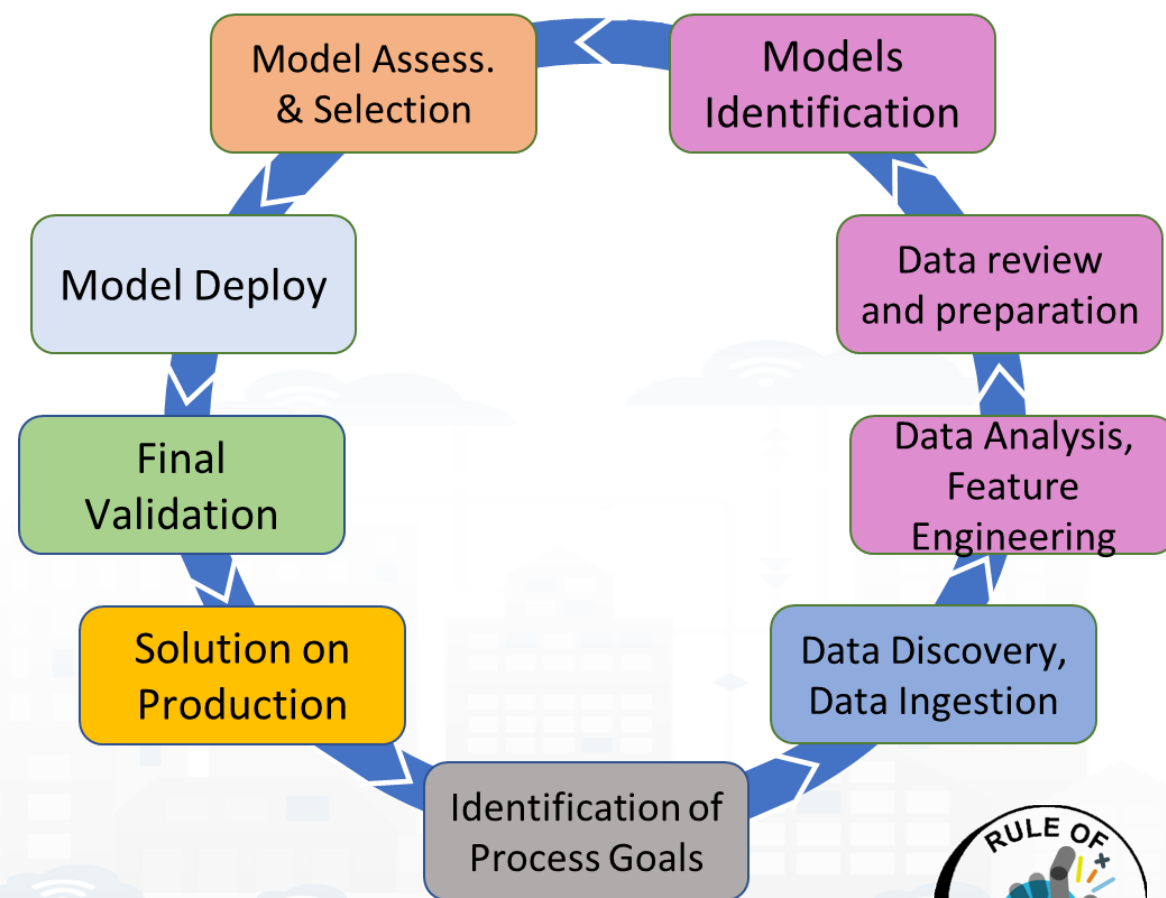 Model Assess.
& Selection
Models
Identification
Model Deploy
Data review
and preparation
Final
Validation
Data Analysis,
Feature
Engineering
Solution on
Production
Data Discovery,
Data Ingestion
Identification of
Process Goals
RULE OF